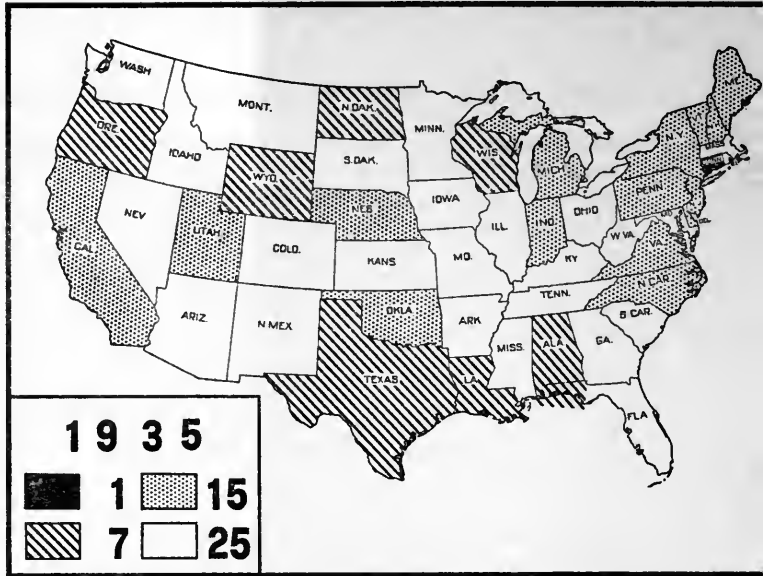 WASH
MONT.
N DAK.
MINN.
ORE.
IDAHO
WYO.
S.DAK.
WIS
MICH
N.Y.
ME.
NEV
UTAH
NEB
IOWA
ILL.
IND.
OHIO
PENN
CAL.
COLO.
KANS
MO.
KY
W VA.
VA.
ARIZ.
N MEX.
OKLA
ARK
TENN.
N CAR.
S CAR.
TEXAS
LA.
MISS.
ALA
GA.
FLA
1935
1 15
7 25